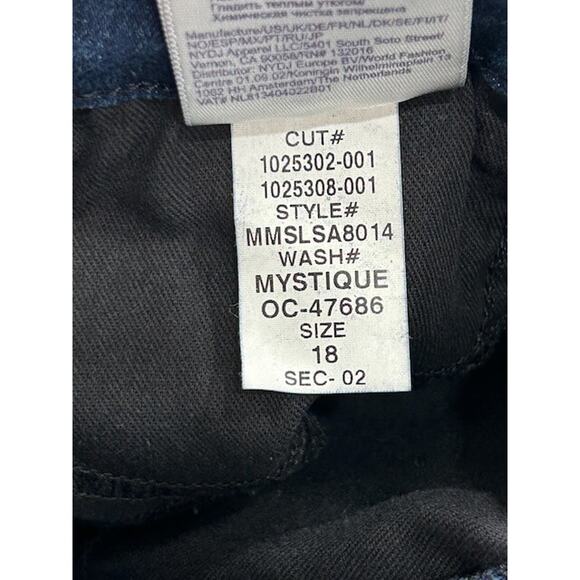 Гладить теплым утюгом
Химическая чистка запрещена
Manufacture/US/UK/DE/FR/NL/DK/SE/FI/IT/
NO/ESP/MX/PT/RU/JP
NYDJ Apparel LLC/5401 South Soto Street/
Vernon, CA 90058/RN# 132016
Distributor: NYDJ Europe BV/World Fashion
Centre 01.09.02/Koningin Wilhelminaplein 13
1062 HH Amsterdam/The Netherlands
VAT# NL813404022B01
CUT#
1025302-001
1025308-001
STYLE#
MMSLSA8014
WASH#
MYSTIQUE
OC-47686
SIZE
18
SEC- 02